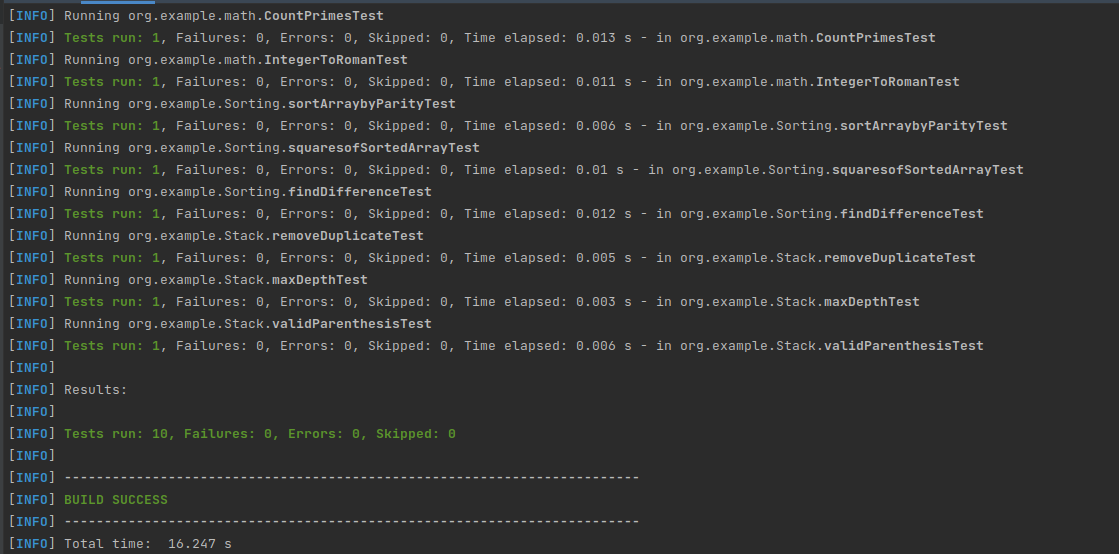 [INFO] Running org.example.math.CountPrimesTest
[INFO] Tests run: 1, Failures: 0, Errors: 0, Skipped: 0, Time elapsed: 0.013 s - in org.example.math.CountPrimesTest
[INFO] Running org.example.math.IntegerToRomanTest
[INFO] Tests run: 1, Failures: 0, Errors: 0, Skipped: 0, Time elapsed: 0.011 s - in org.example.math.IntegerToRomanTest
[INFO] Running org.example.Sorting.sortArraybyParityTest
[INFO] Tests run: 1, Failures: 0, Errors: 0, Skipped: 0, Time elapsed: 0.006 s - in org.example.Sorting.sortArraybyParityTest
[INFO] Running org.example.Sorting.squaresofSortedArrayTest
[INFO] Tests run: 1, Failures: 0, Errors: 0, Skipped: 0, Time elapsed: 0.01 s - in org.example.Sorting.squaresofSortedArrayTest
[INFO] Running org.example.Sorting.findDifferenceTest
[INFO] Tests run: 1, Failures: 0, Errors: 0, Skipped: 0, Time elapsed: 0.012 s - in org.example.Sorting.findDifferenceTest
[INFO] Running org.example.Stack.removeDuplicateTest
[INFO] Tests run: 1, Failures: 0, Errors: 0, Skipped: 0, Time elapsed: 0.005 s - in org.example.Stack.removeDuplicateTest
[INFO] Running org.example.Stack.maxDepthTest
[INFO] Tests run: 1, Failures: 0, Errors: 0, Skipped: 0, Time elapsed: 0.003 s - in org.example.Stack.maxDepthTest
[INFO] Running org.example.Stack.validParenthesisTest
[INFO] Tests run: 1, Failures: 0, Errors: 0, Skipped: 0, Time elapsed: 0.006 s - in org.example.Stack.validParenthesisTest
[INFO]
[INFO] Results:
[INFO]
[INFO] Tests run: 10, Failures: 0, Errors: 0, Skipped: 0
[INFO]
[INFO] ------------------------------------------------------------------------
[INFO] BUILD SUCCESS
[INFO] ------------------------------------------------------------------------
[INFO] Total time:  16.247 s